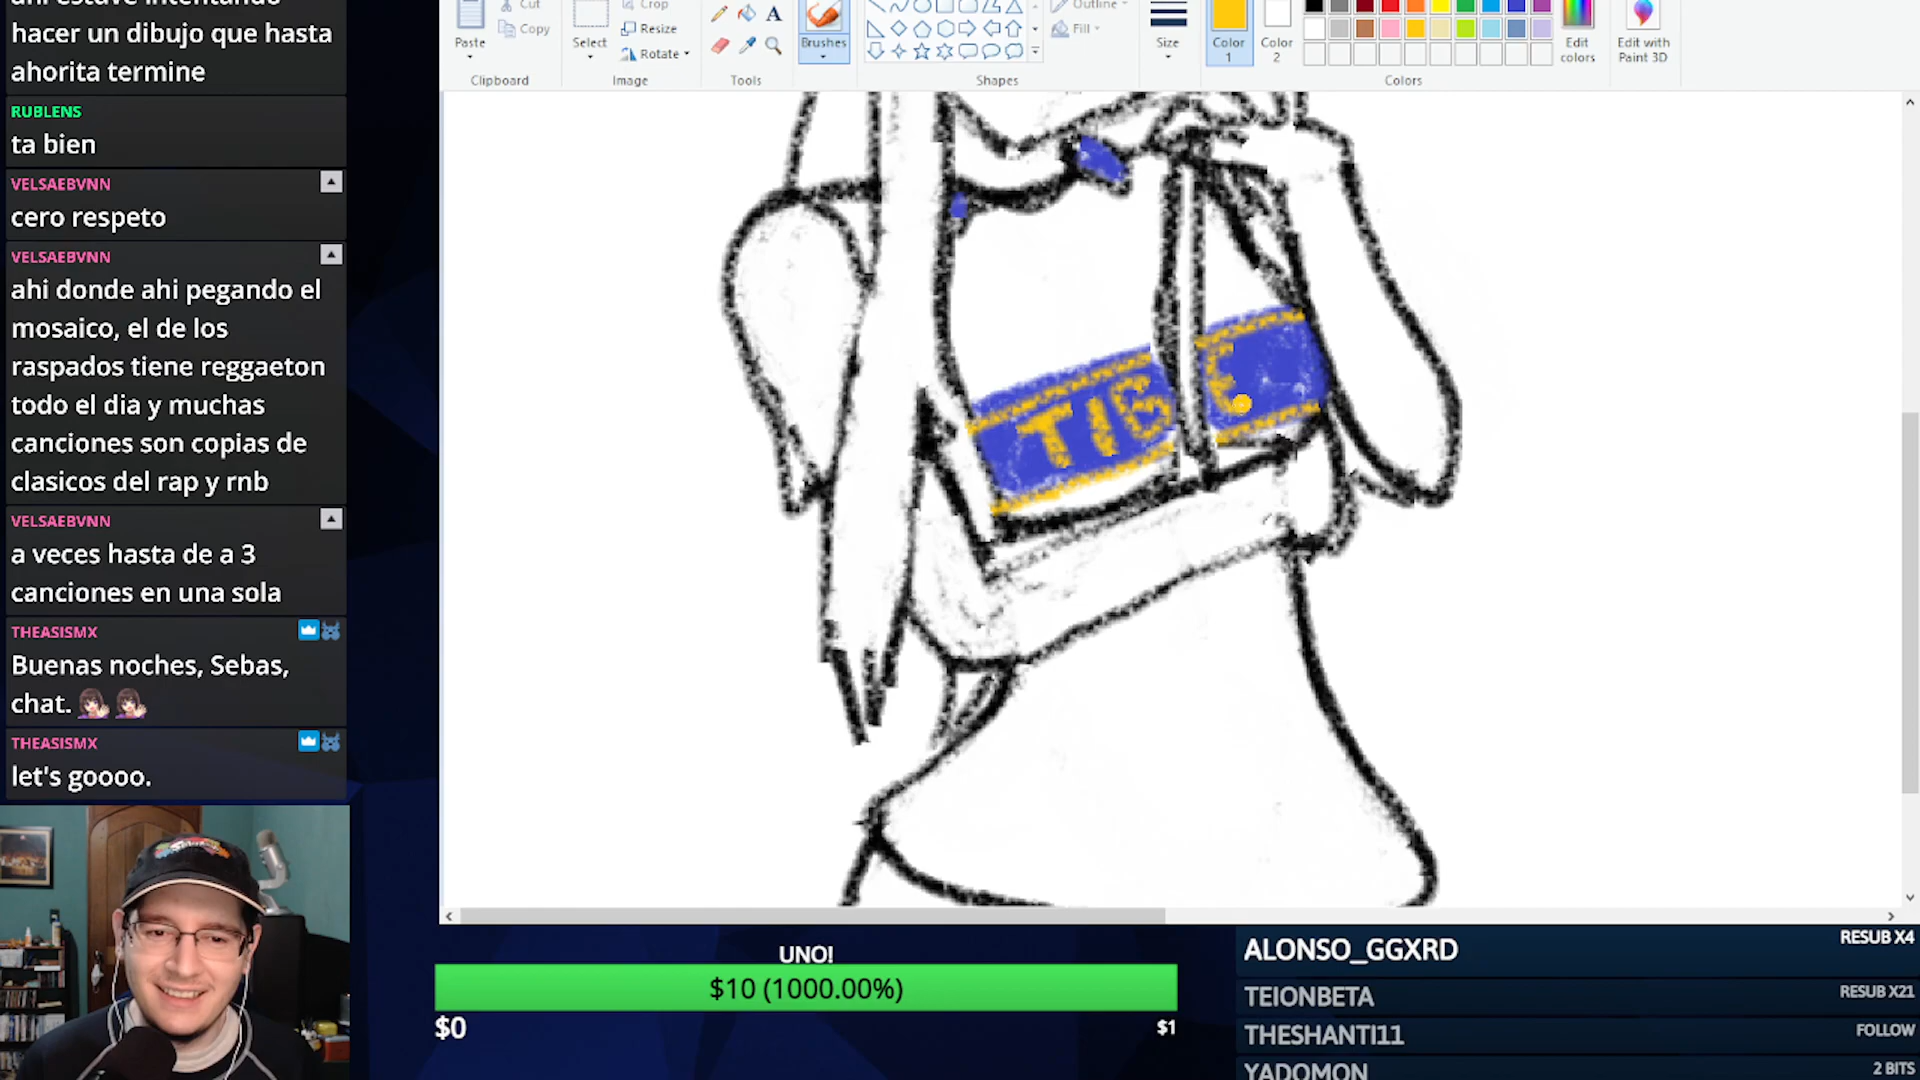 ahi estuve intentando
hacer un dibujo que hasta
ahorita termine
RUBLENS
ta bien
VELSAEBVNN
cero respeto
VELSAEBVNN
ahi donde ahi pegando el
mosaico, el de los
raspados tiene reggaeton
todo el dia y muchas
canciones son copias de
clasicos del rap y rnb
VELSAEBVNN
a veces hasta de a 3
canciones en una sola
THEASISMX
Buenas noches, Sebas,
chat.
THEASISMX
let's goooo.
Paste
Cut
Copy
Clipboard
Select
Crop
Resize
Rotate
Image
A
Tools
Brushes
Shapes
Outline
Fill
Size
Color
1
Color
2
Colors
Edit
colors
Edit with
Paint 3D
TIG E
UNO!
$10 (1000.00%)
$0
$1
ALONSO_GGXRD
RESUB X4
TEIONBETA
RESUB X21
THESHANTI11
FOLLOW
YADOMON
2 BITS